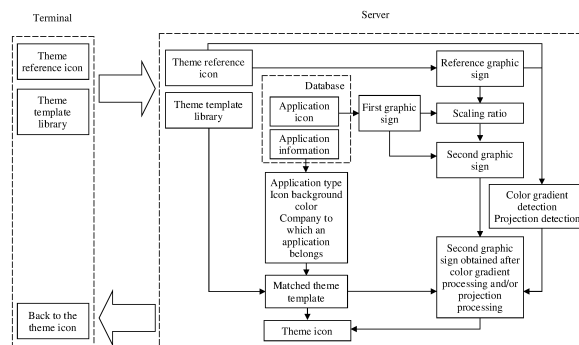 Terminal
Server
Theme
reference icon
Theme
template
library
Back to the
theme icon
Theme reference
icon
Theme template
library
Database
Application
icon
Application
information
First graphic
sign
Reference graphic
sign
Scaling ratio
Second graphic
sign
Application type
Icon background
color
Company to
which an
application
belongs
Color gradient
detection
Projection detection
Second graphic
sign obtained after
color gradient
processing and/or
projection
processing
Matched theme
template
Theme icon